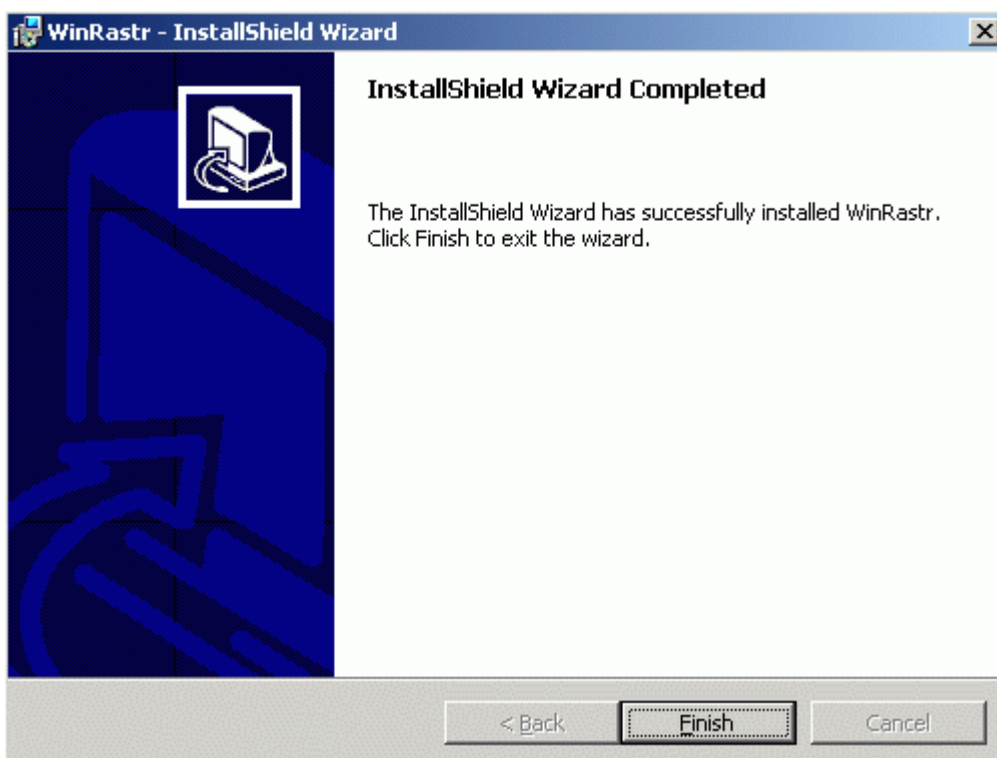 WinRastr - InstallShield Wizard
InstallShield Wizard Completed
The InstallShield Wizard has successfully installed WinRastr.
Click Finish to exit the wizard.
< Back
Finish
Cancel